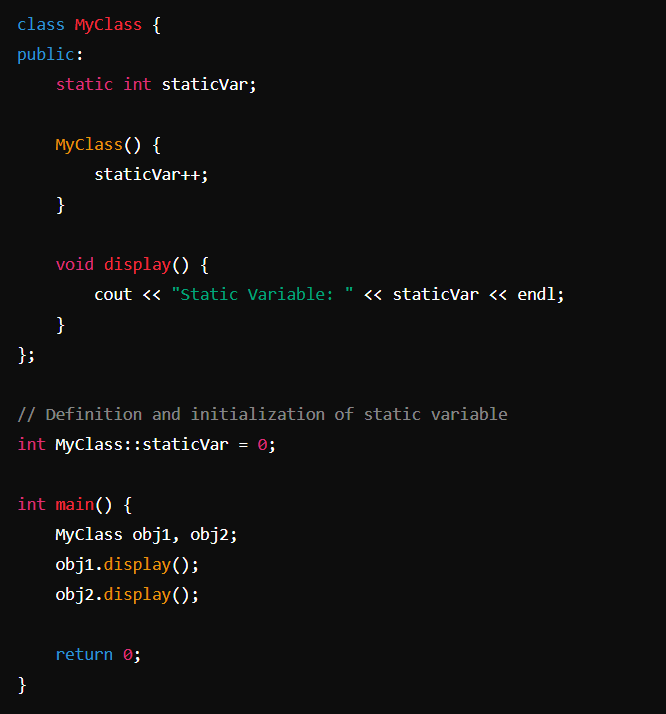 class MyClass {
public:
    static int staticVar;

    MyClass() {
        staticVar++;
    }

    void display() {
        cout << "Static Variable: " << staticVar << endl;
    }
};

// Definition and initialization of static variable
int MyClass::staticVar = 0;

int main() {
    MyClass obj1, obj2;
    obj1.display();
    obj2.display();

    return 0;
}